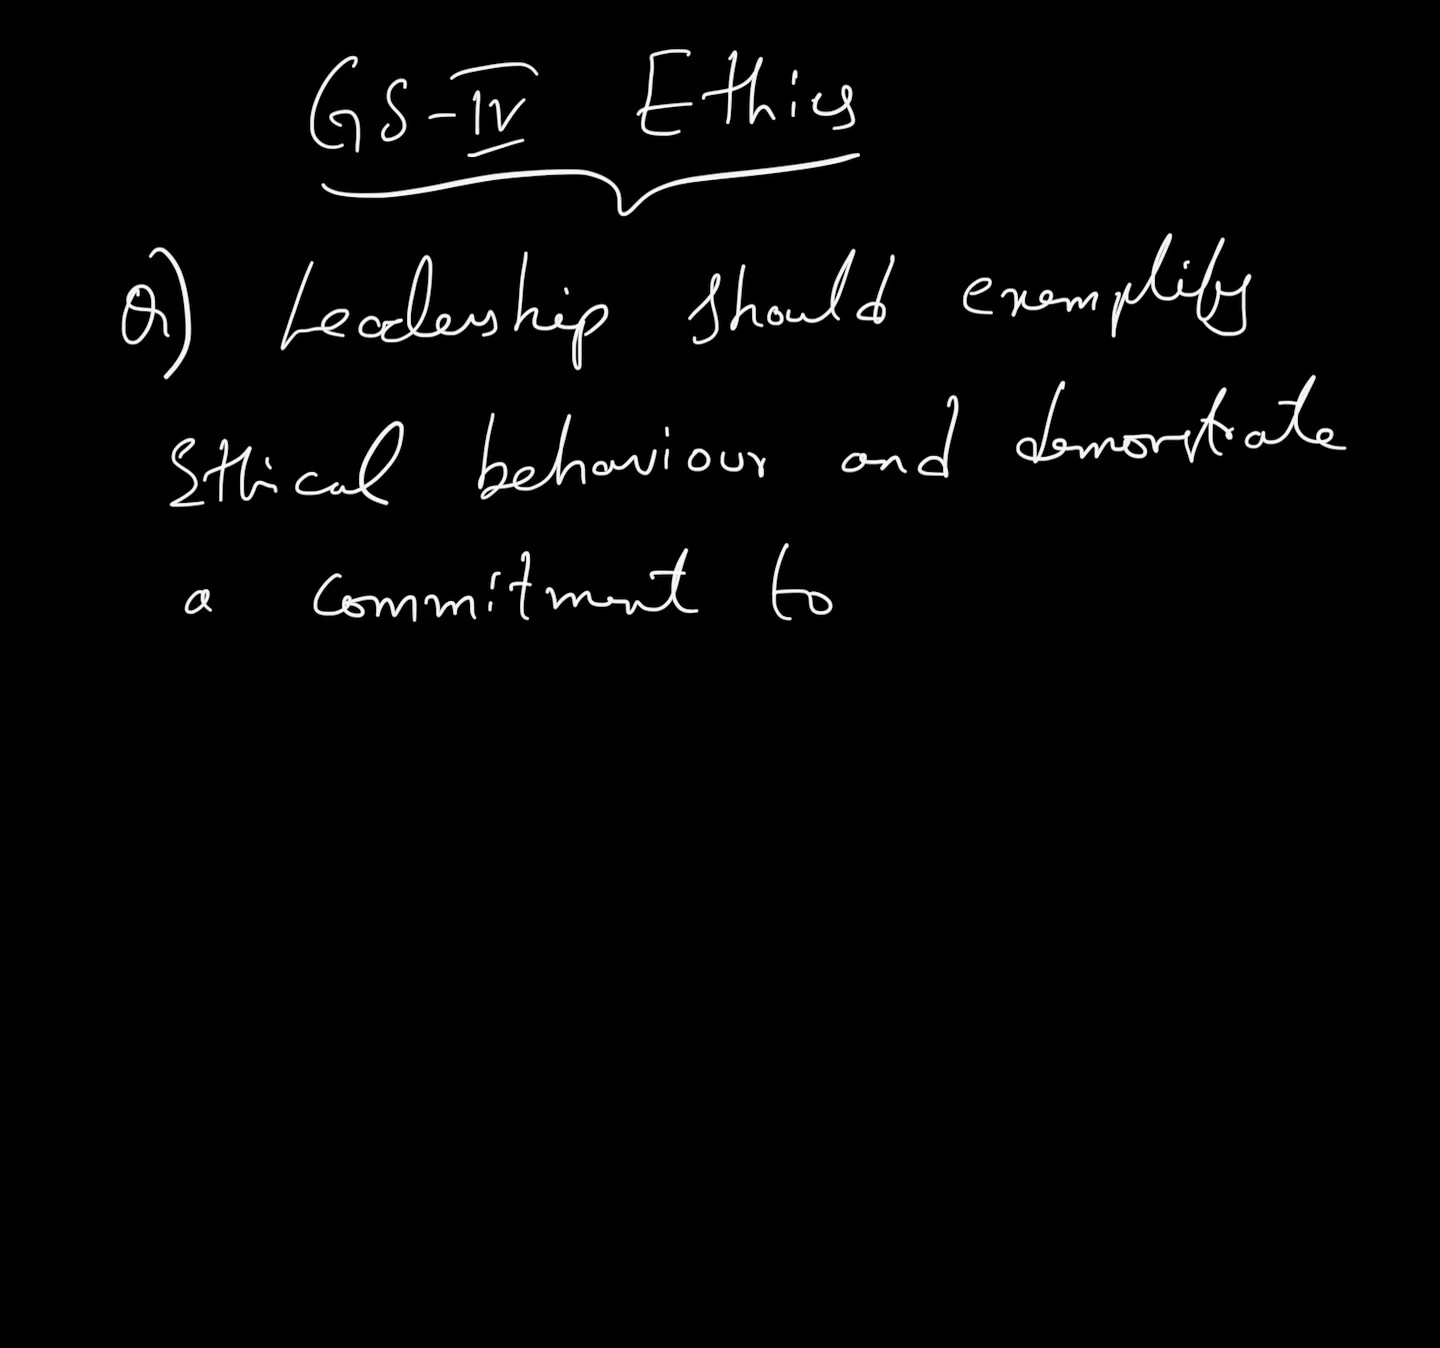 GS-IV Ethics
Q) Leadership should exemplify
Ethical behaviour and demonstrate
a commitment to